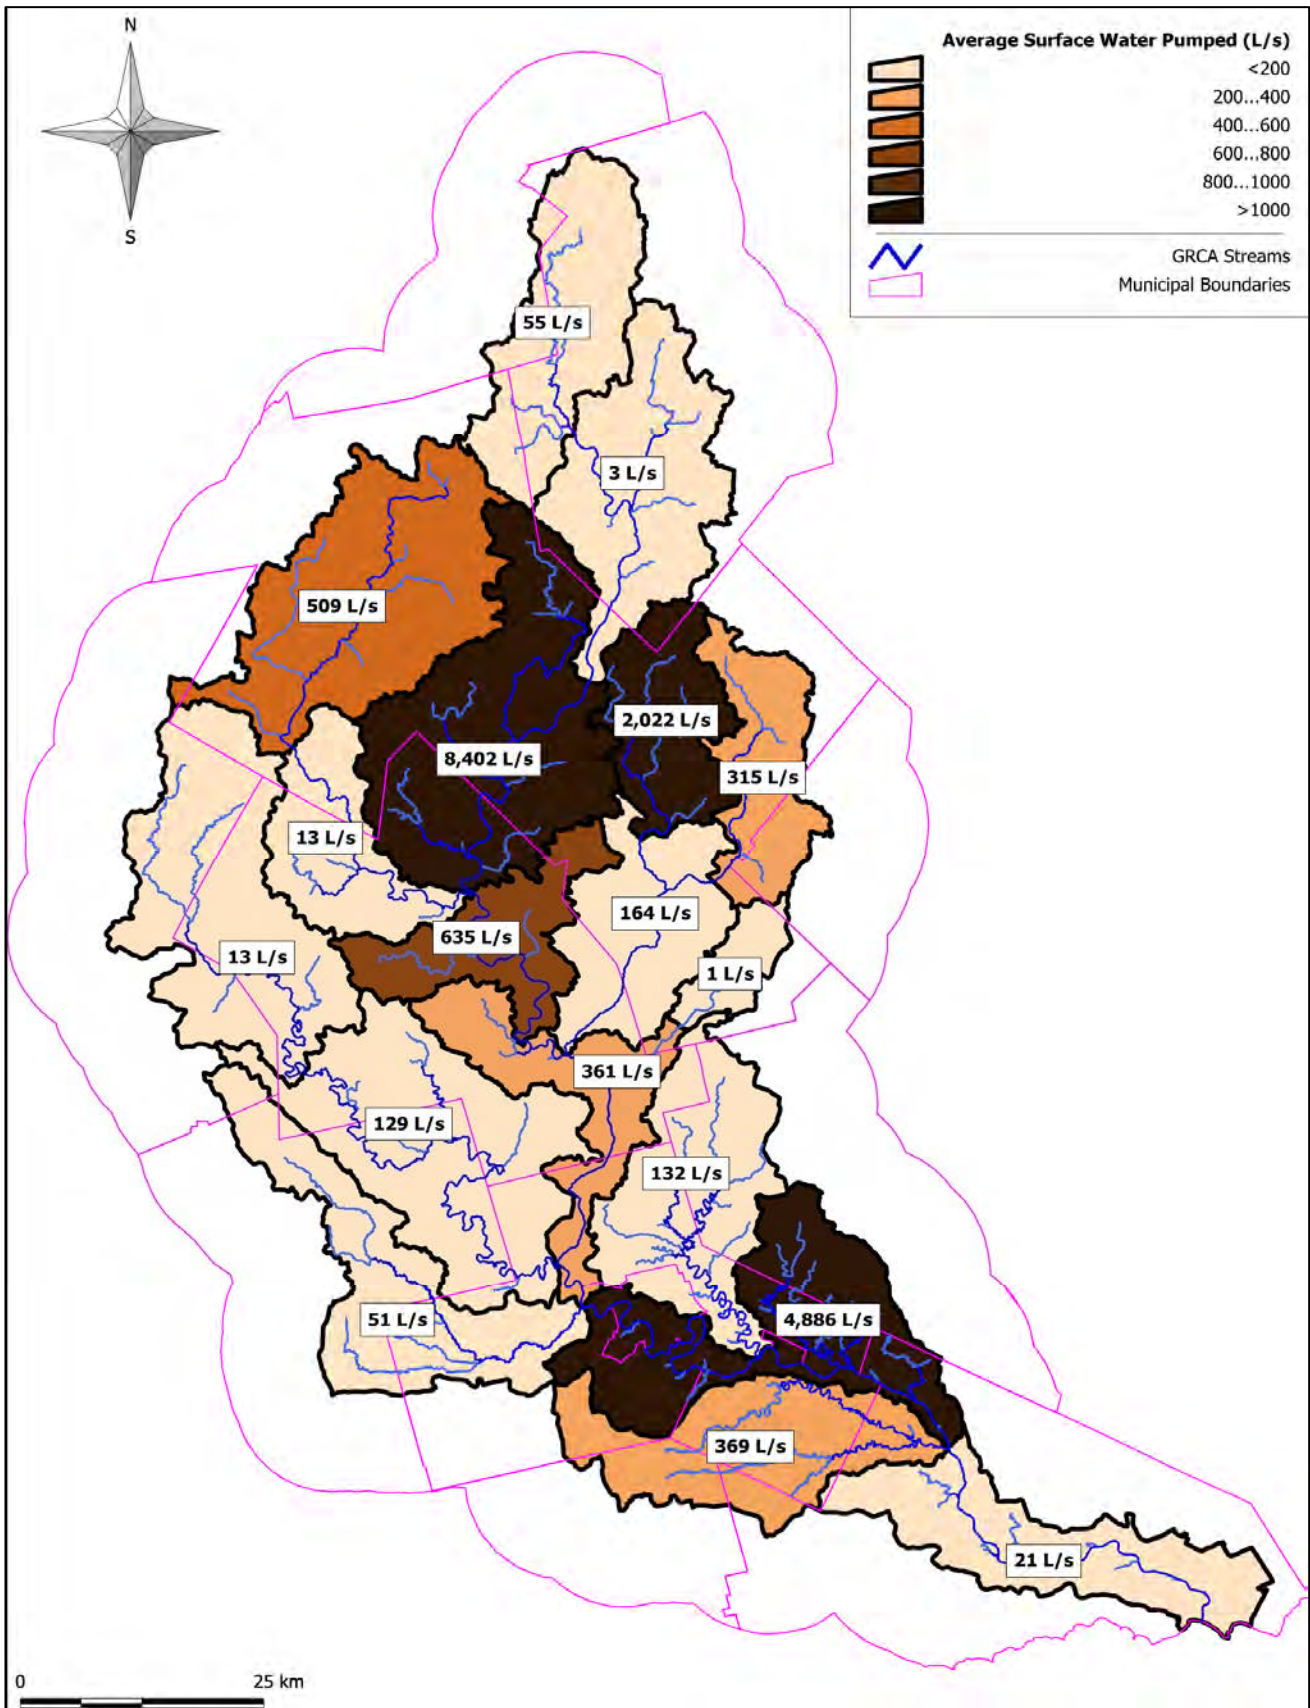 N
S
Average Surface Water Pumped (L/s)
<200
200...400
400...600
600...800
800...1000
>1000
GRCA Streams
Municipal Boundaries
55 L/s
3 L/s
509 L/s
2,022 L/s
8,402 L/s
315 L/s
13 L/s
164 L/s
635 L/s
13 L/s
1 L/s
361 L/s
129 L/s
132 L/s
51 L/s
4,886 L/s
369 L/s
21 L/s
0 25 km